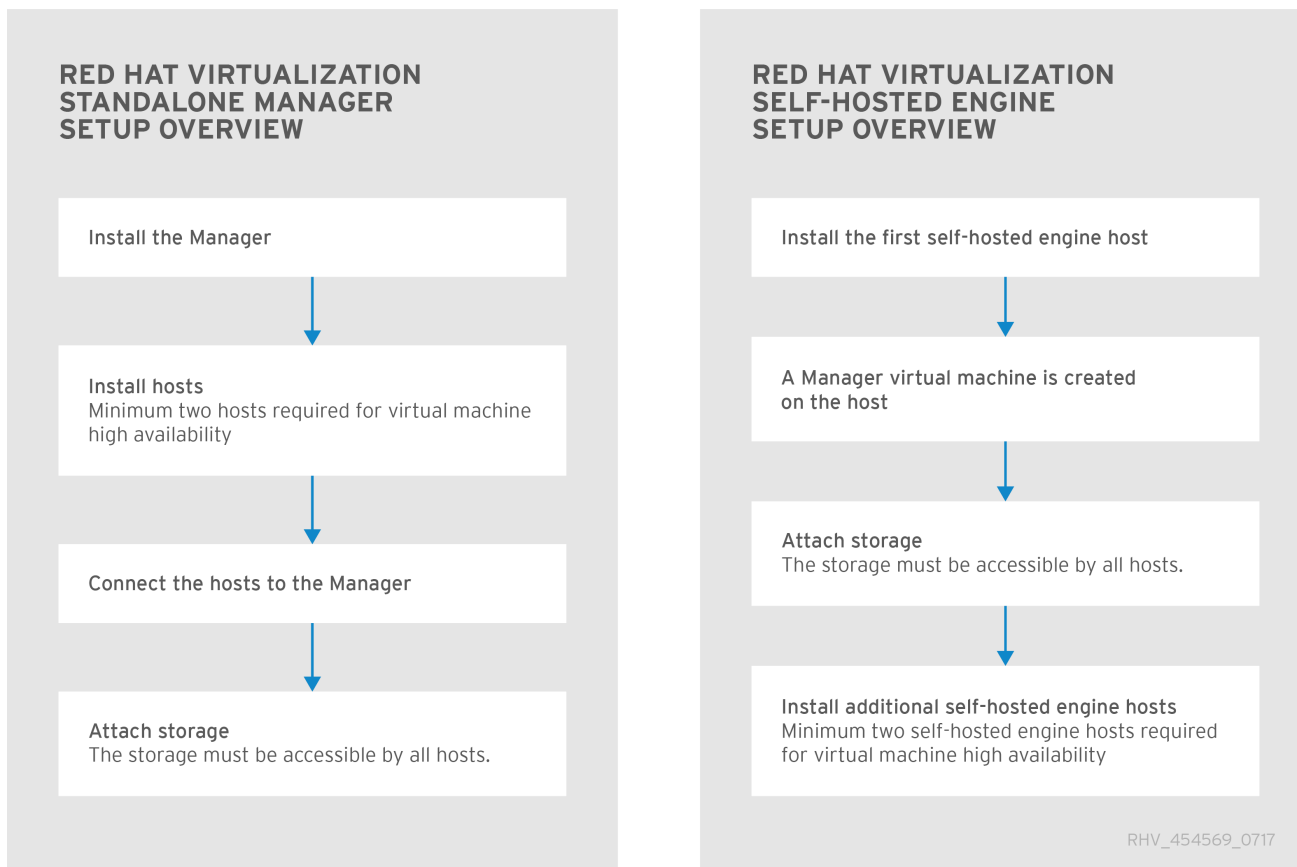 RED HAT VIRTUALIZATION
STANDALONE MANAGER
SETUP OVERVIEW
Install the Manager
Install hosts
Minimum two hosts required for virtual machine
high availability
Connect the hosts to the Manager
Attach storage
The storage must be accessible by all hosts.
RED HAT VIRTUALIZATION
SELF-HOSTED ENGINE
SETUP OVERVIEW
Install the first self-hosted engine host
A Manager virtual machine is created
on the host
Attach storage
The storage must be accessible by all hosts.
Install additional self-hosted engine hosts
Minimum two self-hosted engine hosts required
for virtual machine high availability
RHV_454569_0717